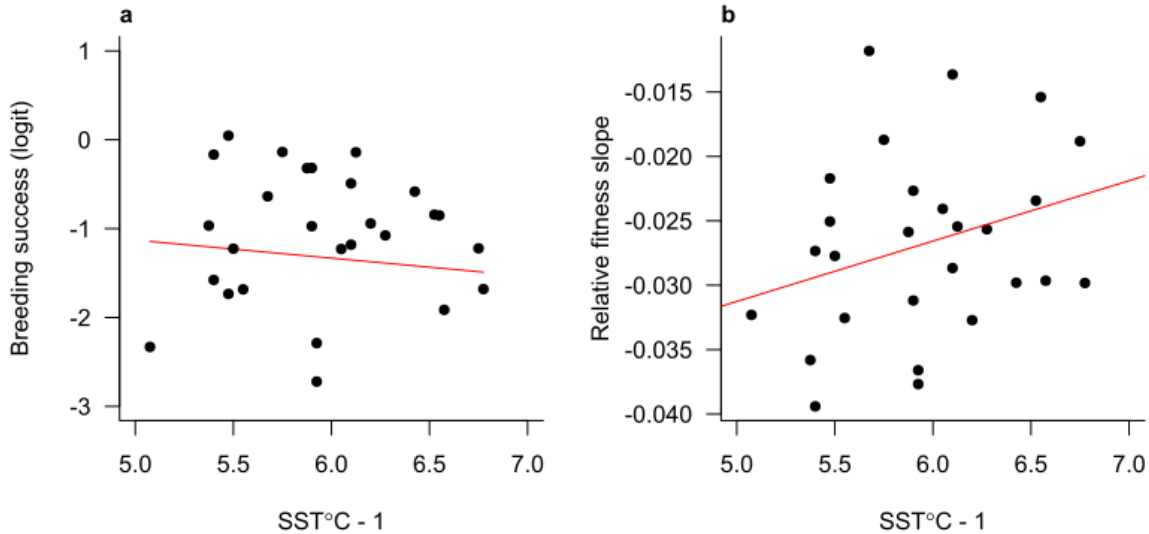 a
Breeding success (logit)
1
0
-1
-2
-3
5.0 5.5 6.0 6.5 7.0
SST°C - 1
b
Relative fitness slope
-0.015
-0.020
-0.025
-0.030
-0.035
-0.040
5.0 5.5 6.0 6.5 7.0
SST°C - 1